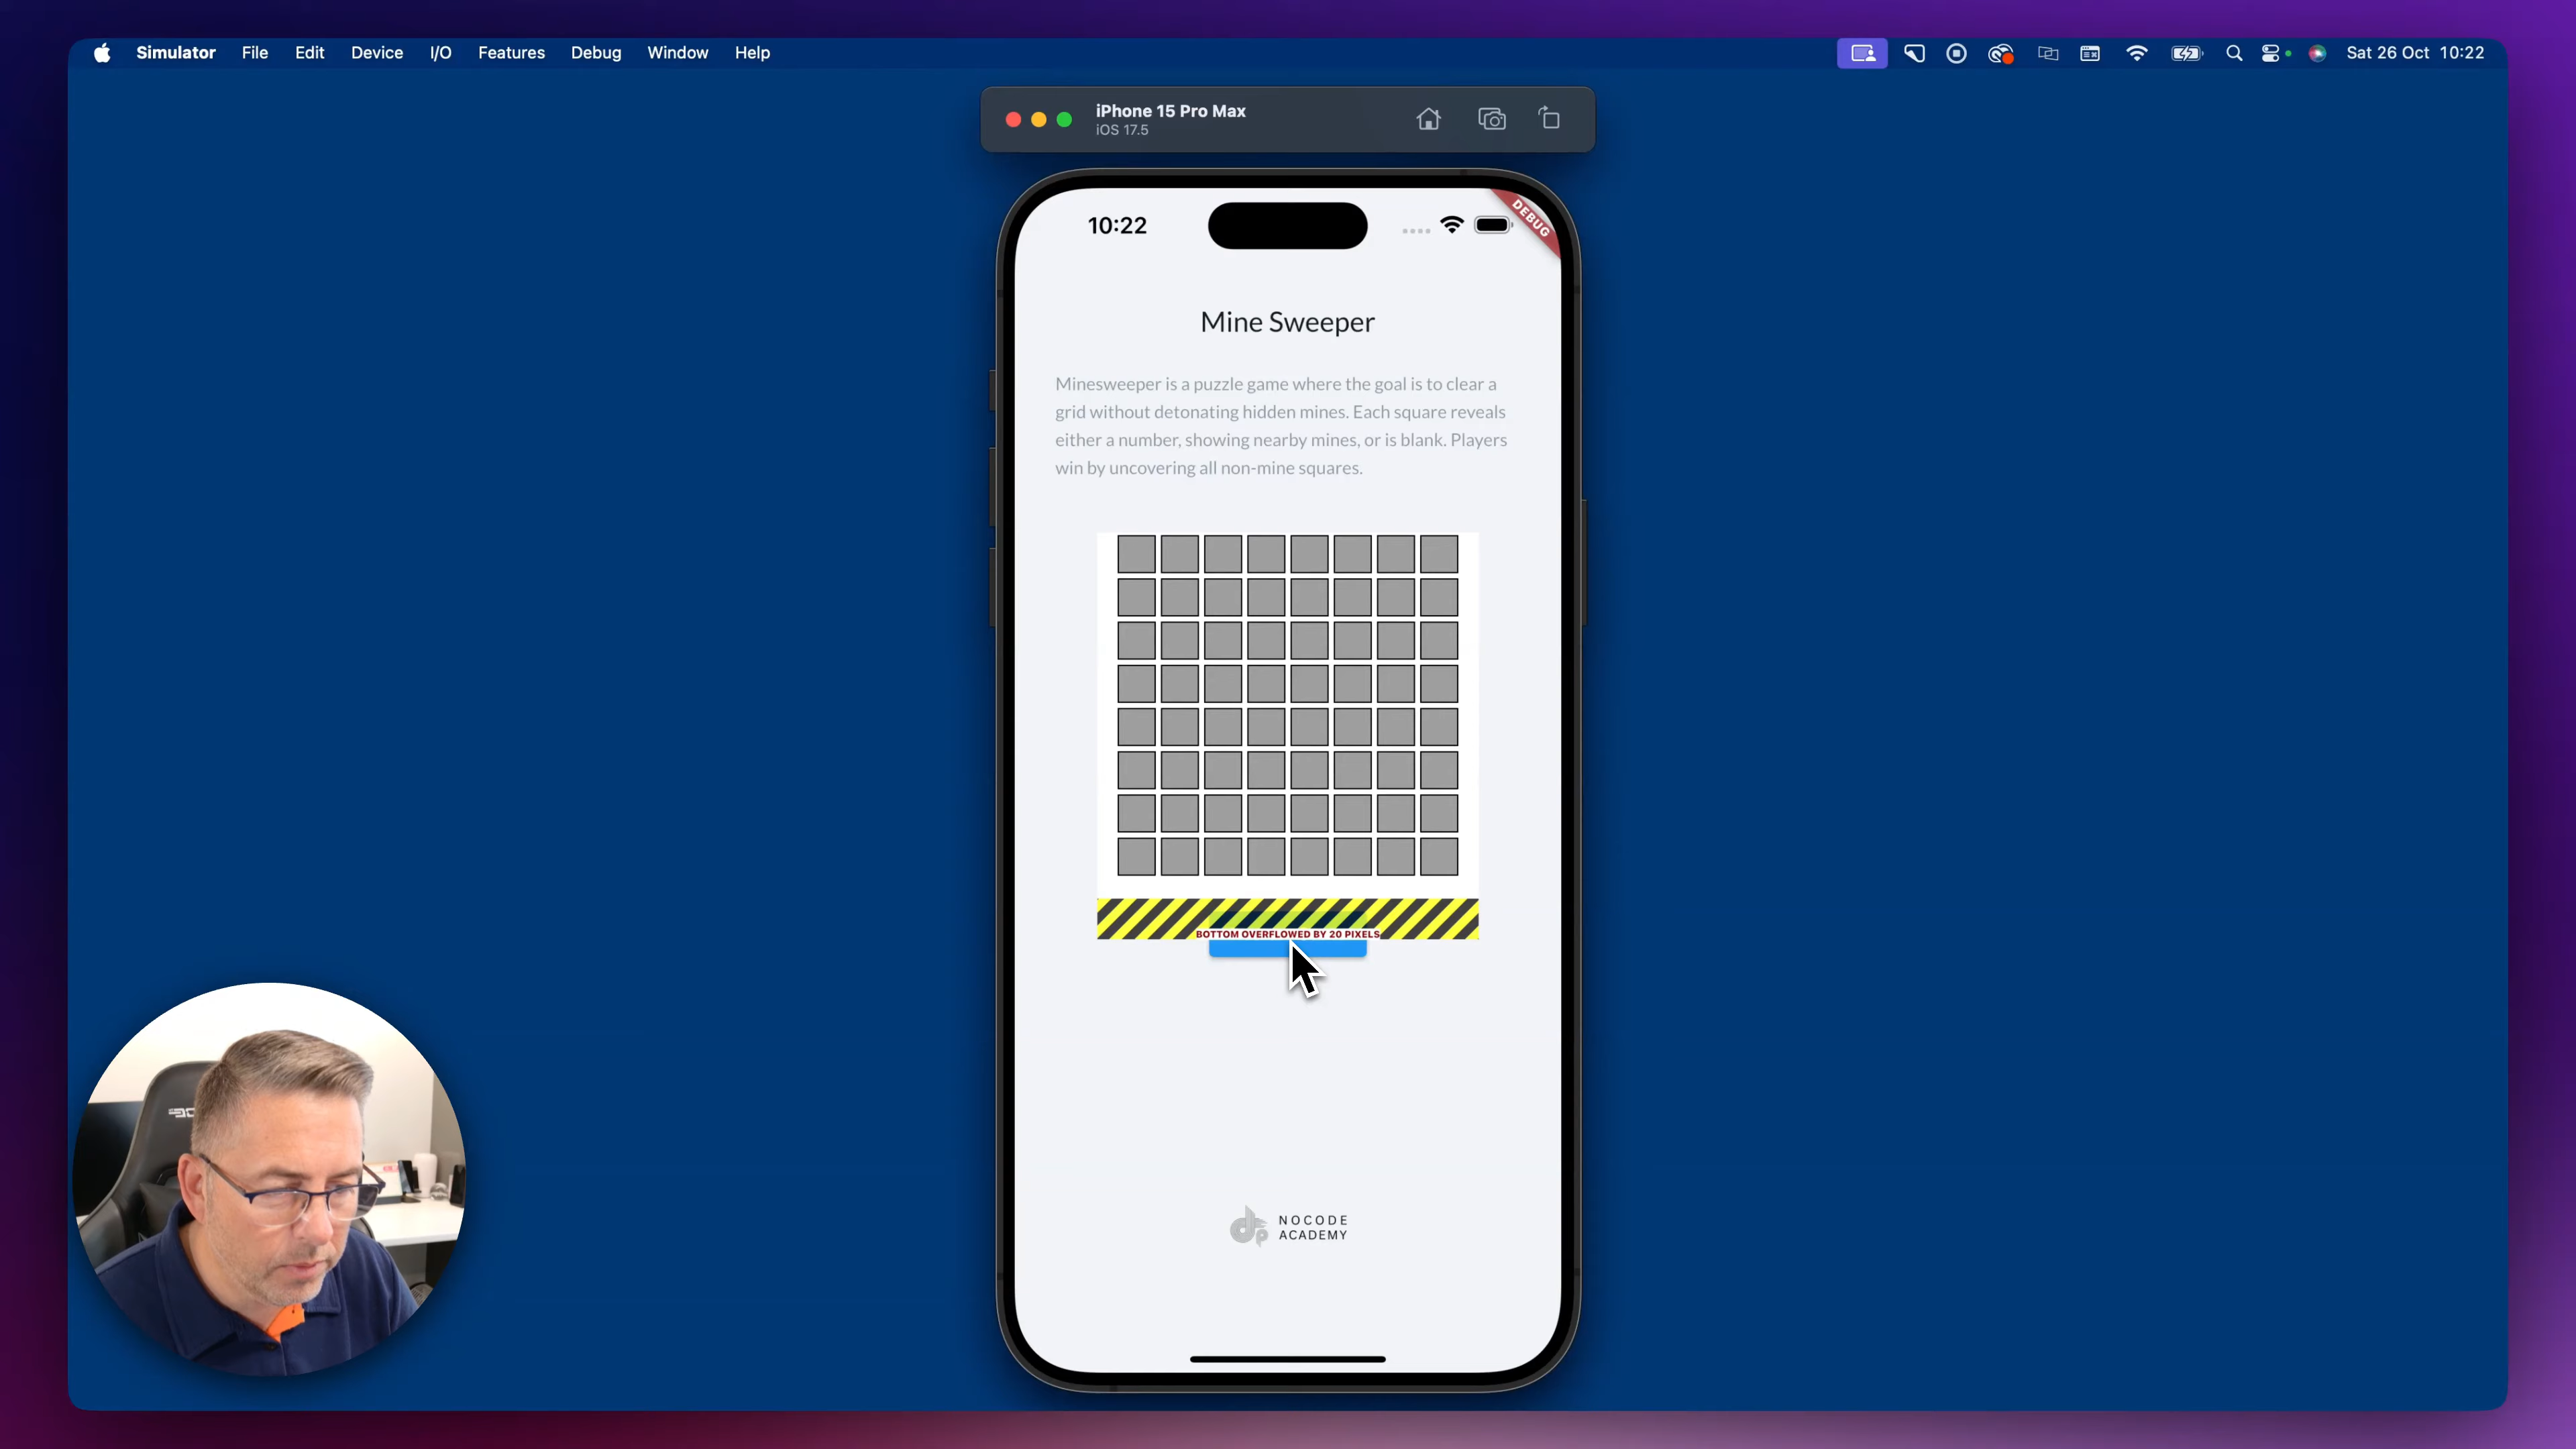 Simulator File Edit Device I/O Features Debug Window Help Sat 26 Oct 10:22
iPhone 15 Pro Max
iOS 17.5
10:22
DEBUG
Mine Sweeper
Minesweeper is a puzzle game where the goal is to clear a
grid without detonating hidden mines. Each square reveals
either a number, showing nearby mines, or is blank. Players
win by uncovering all non-mine squares.
BOTTOM OVERFLOWED BY 20 PIXELS
NOCODE
ACADEMY